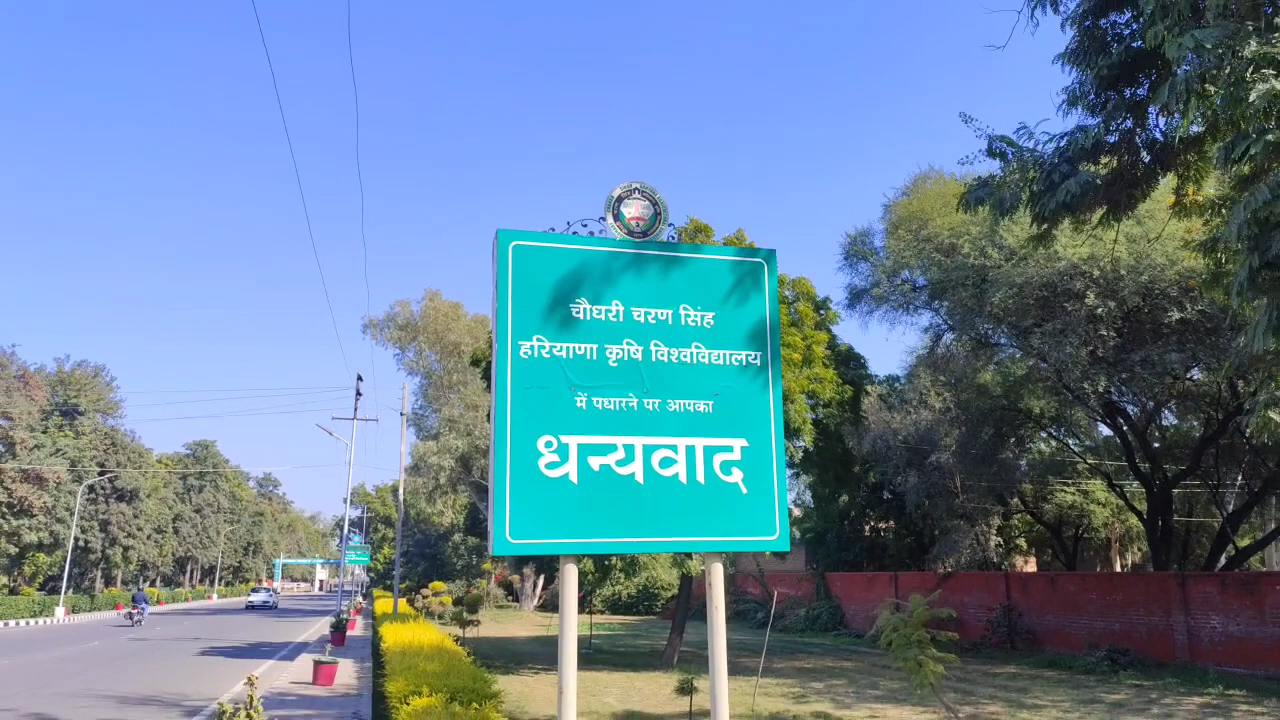 चौधरी चरण सिंह
हरियाणा कृषि विश्वविद्यालय
में पधारने पर आपका
धन्यवाद